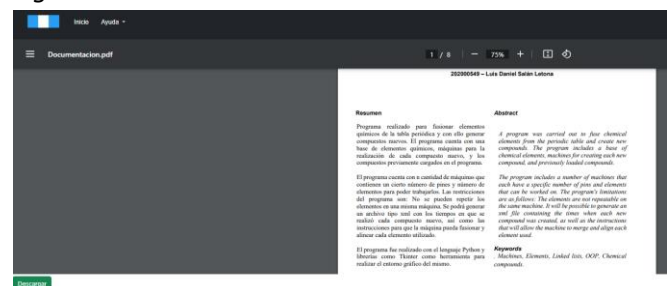 Inicio Ayuda
Documentacion.pdf 1 / 8 — 75% +
202000549 – Luis Daniel Salán Letona
Resumen
Programa realizado para fusionar elementos
químicos de la tabla periódica y con ello generar
compuestos nuevos. El programa cuenta con una
base de elementos químicos, máquinas para la
realización de cada compuesto nuevo, y los
compuestos previamente cargados en el programa.
El programa cuenta con n cantidad de máquinas que
contienen un cierto número de pines y número de
elementos para poder trabajarlos. Las restricciones
del programa son: No se pueden repetir los
elementos en una misma máquina. Se podrá generar
un archivo tipo xml con los tiempos en que se
realizó cada compuesto nuevo, así como las
instrucciones para que la máquina pueda fusionar y
alinear cada elemento utilizado.
El programa fue realizado con el lenguaje Python y
librerías como Tkinter como herramienta para
realizar el entorno gráfico del mismo.
Abstract
A program was carried out to fuse chemical
elements from the periodic table and create new
compounds. The program includes a base of
chemical elements, machines for creating each new
compound, and previously loaded compounds.
The program includes a number of machines that
each have a specific number of pins and elements
that can be worked on. The program's limitations
are as follows: The elements are not repeatable on
the same machine. It will be possible to generate an
xml file containing the times when each new
compound was created, as well as the instructions
that will allow the machine to merge and align each
element used.
Keywords
. Machines, Elements, Linked lists, OOP, Chemical
compounds.
Descargar